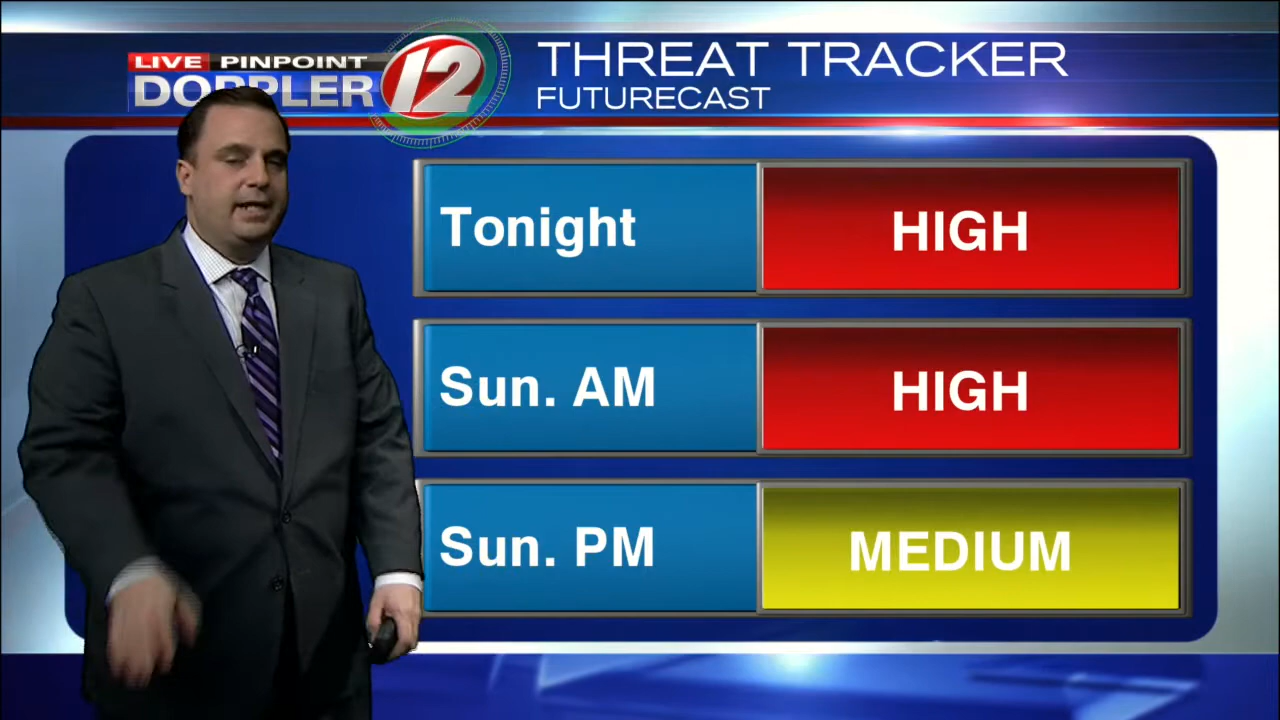 LIVE PINPOINT
DOPPLER 12
THREAT TRACKER
FUTURECAST
Tonight HIGH
Sun. AM HIGH
Sun. PM MEDIUM